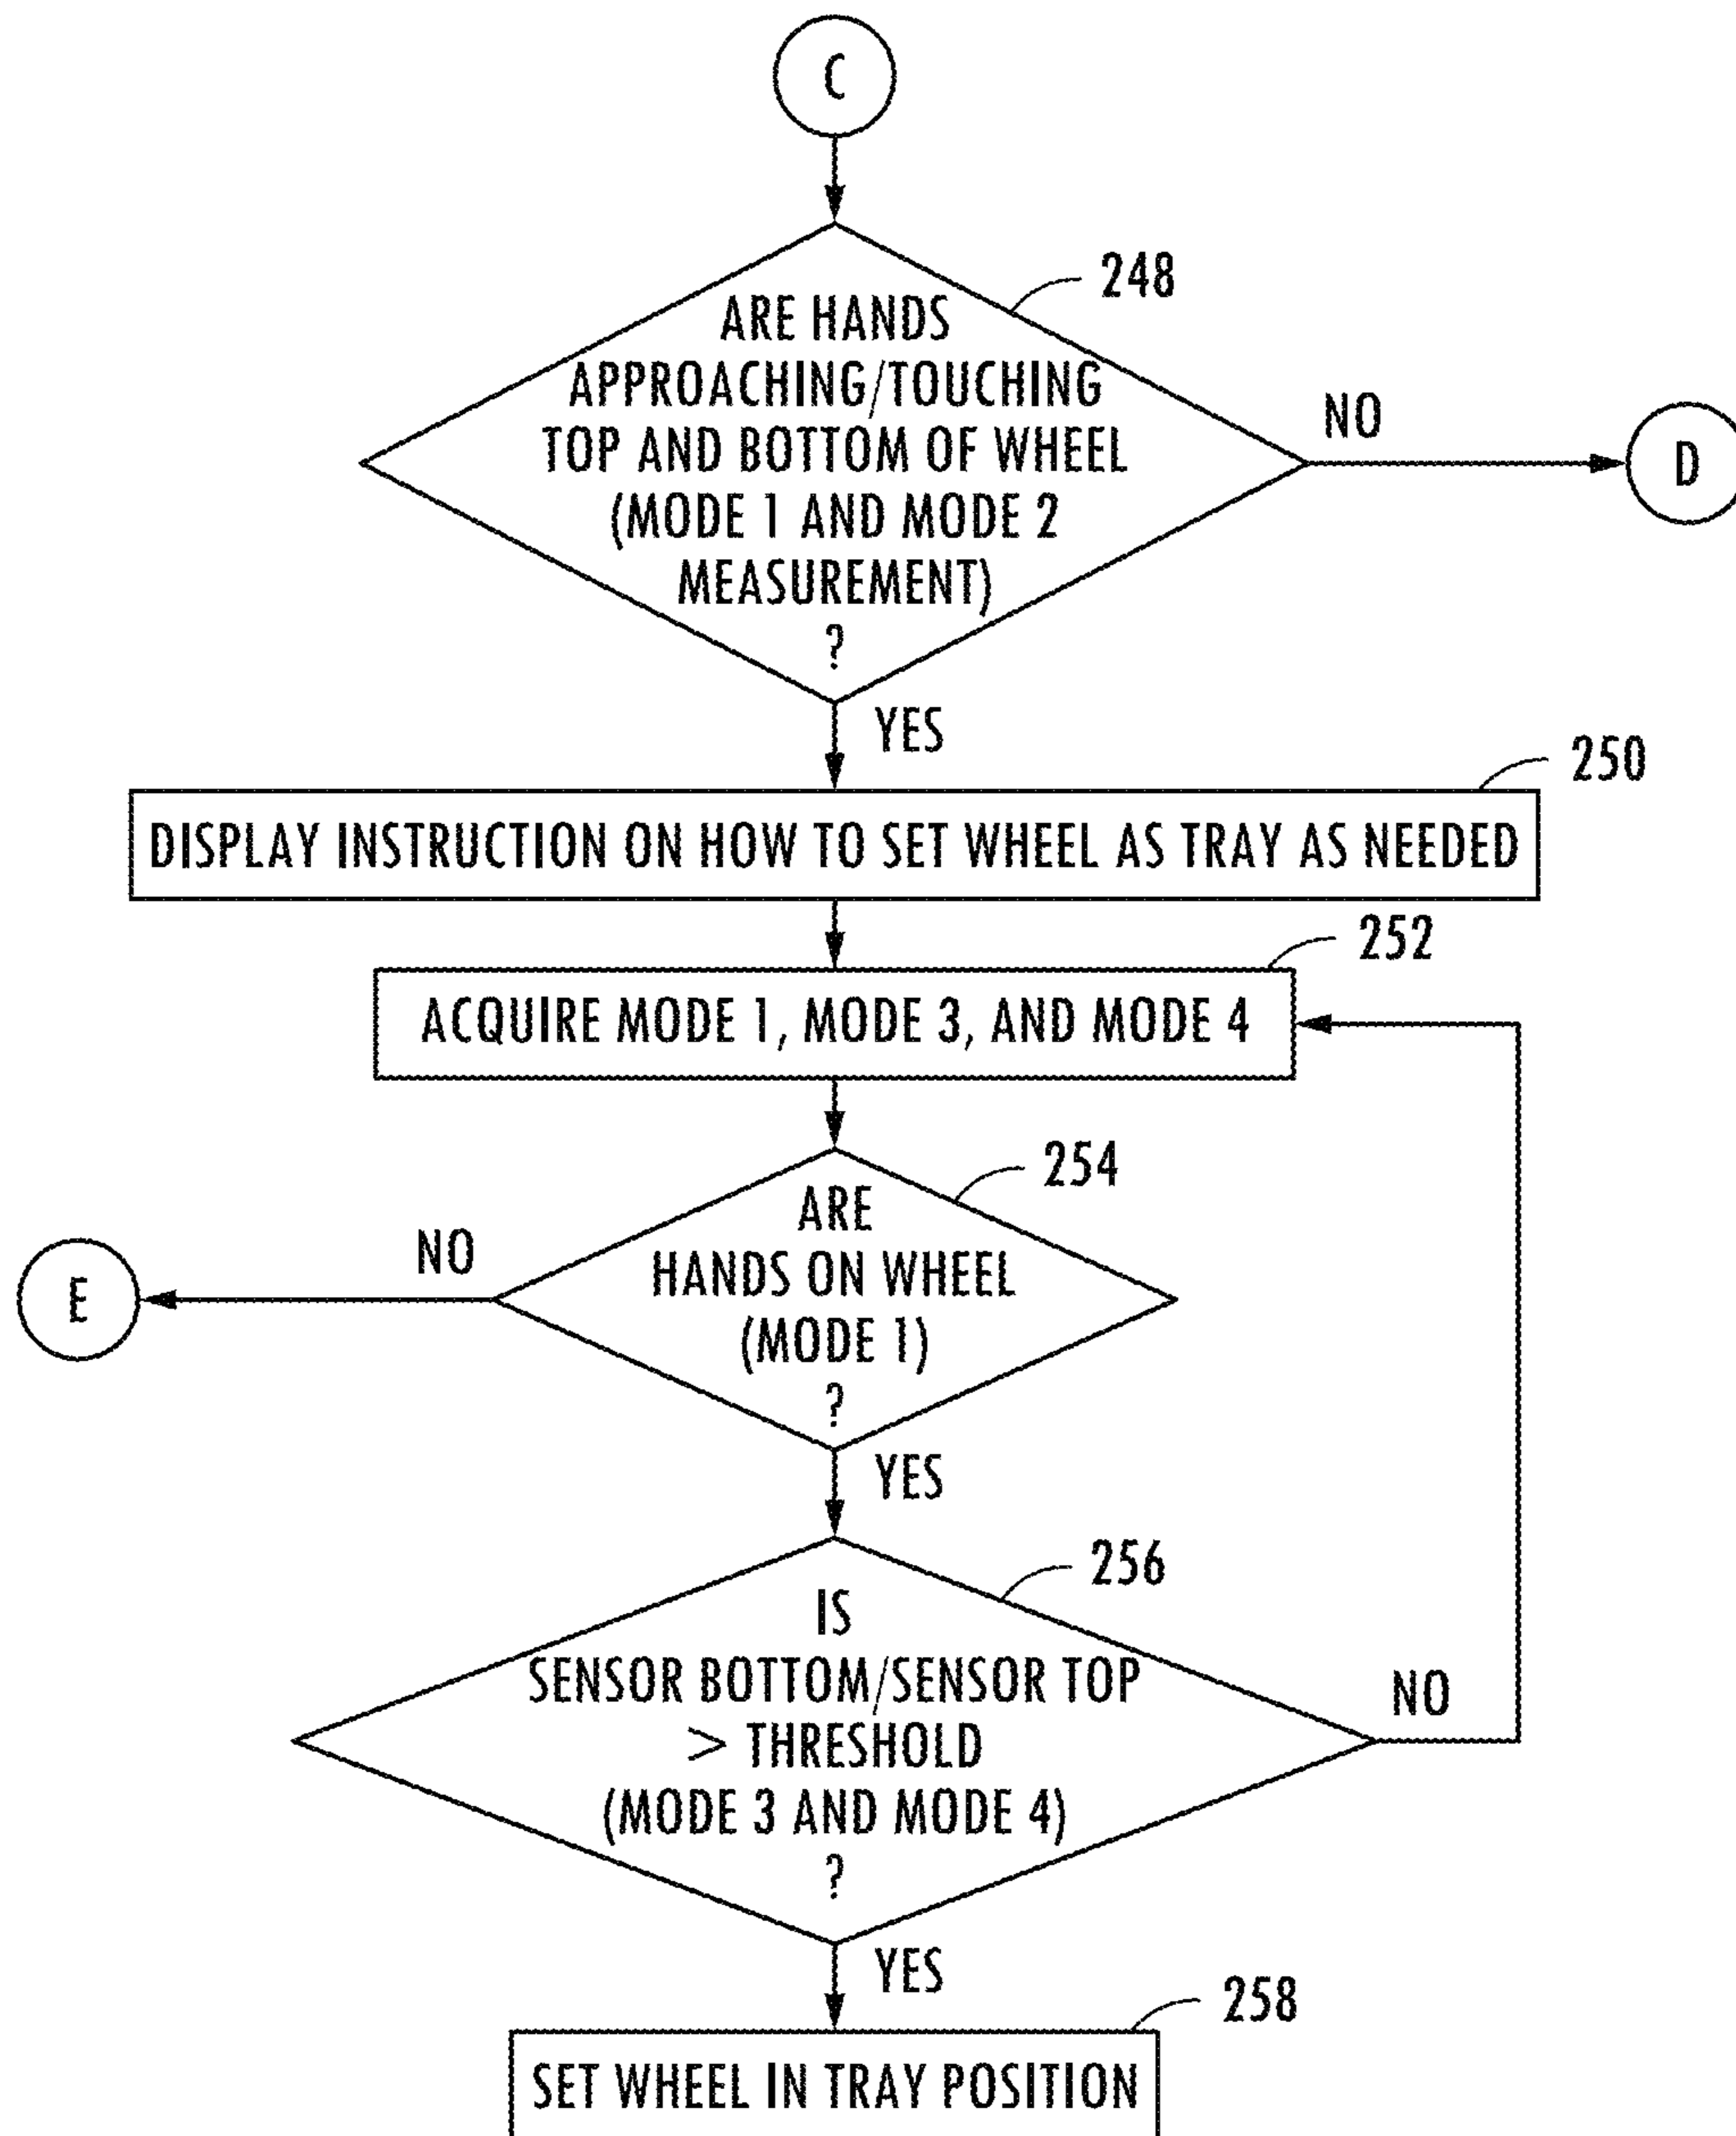 C
248
ARE HANDS
APPROACHING/TOUCHING
TOP AND BOTTOM OF WHEEL
(MODE 1 AND MODE 2
MEASUREMENT)
?
NO
D
YES
250
DISPLAY INSTRUCTION ON HOW TO SET WHEEL AS TRAY AS NEEDED
252
ACQUIRE MODE 1, MODE 3, AND MODE 4
254
ARE
HANDS ON WHEEL
(MODE 1)
?
NO
E
YES
256
IS
SENSOR BOTTOM/SENSOR TOP
> THRESHOLD
(MODE 3 AND MODE 4)
?
NO
YES
258
SET WHEEL IN TRAY POSITION